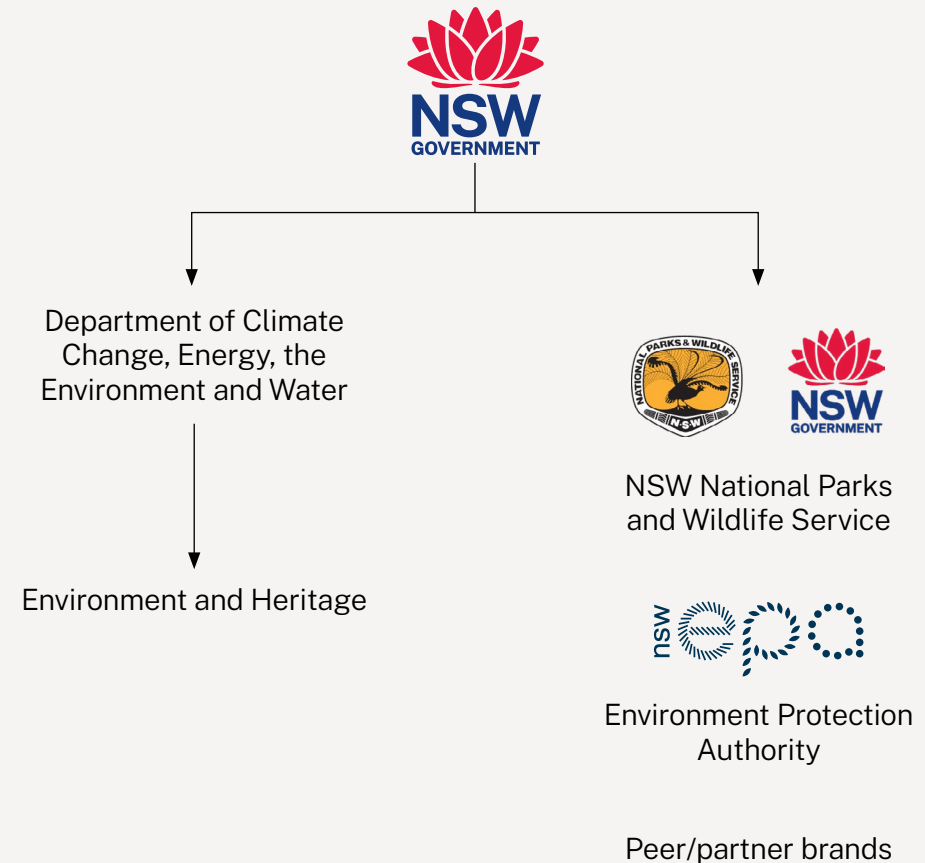 NSW
GOVERNMENT
Department of Climate
Change, Energy, the
Environment and Water
Environment and Heritage
NATIONAL PARKS & WILDLIFE SERVICE
N·S·W
NSW
GOVERNMENT
NSW National Parks
and Wildlife Service
nsw epa
Environment Protection
Authority
Peer/partner brands